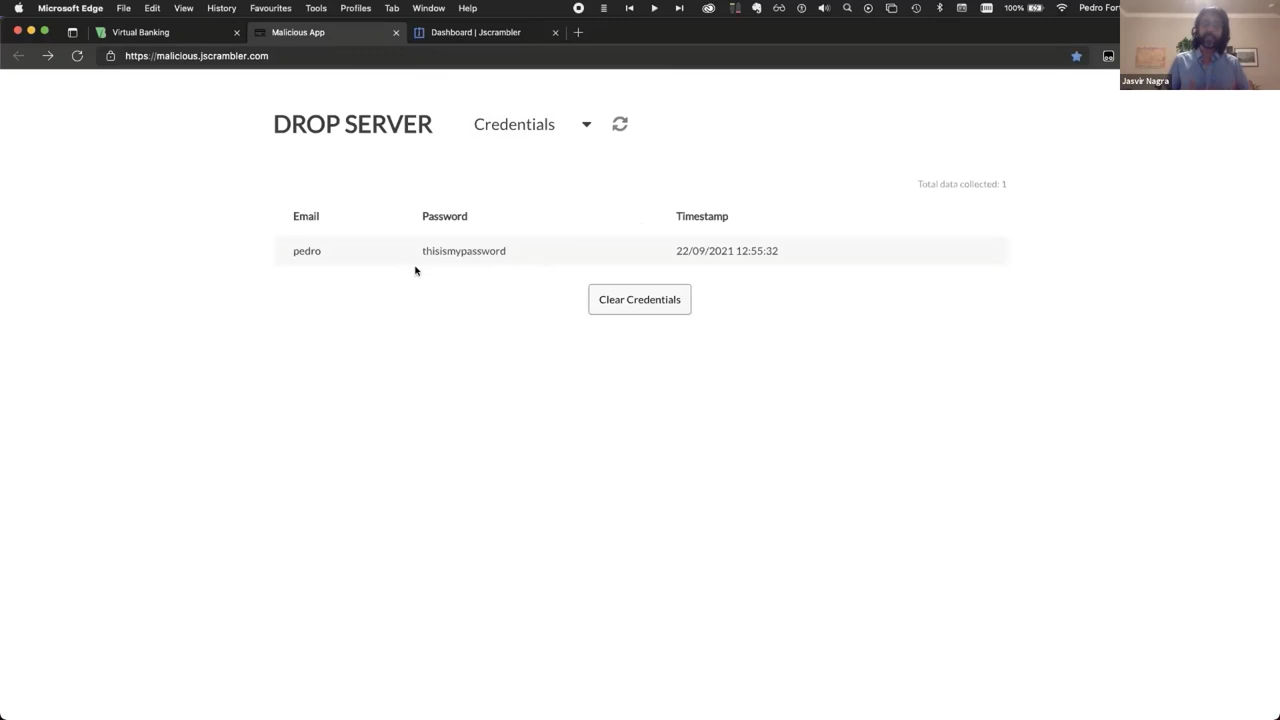 Microsoft Edge File Edit View History Favourites Tools Profiles Tab Window Help 100% Pedro For
Virtual Banking Malicious App Dashboard | Jscrambler
https://malicious.jscrambler.com
Jasvir Nagra
DROP SERVER Credentials
Total data collected: 1
Email Password Timestamp
pedro thisismypassword 22/09/2021 12:55:32
Clear Credentials